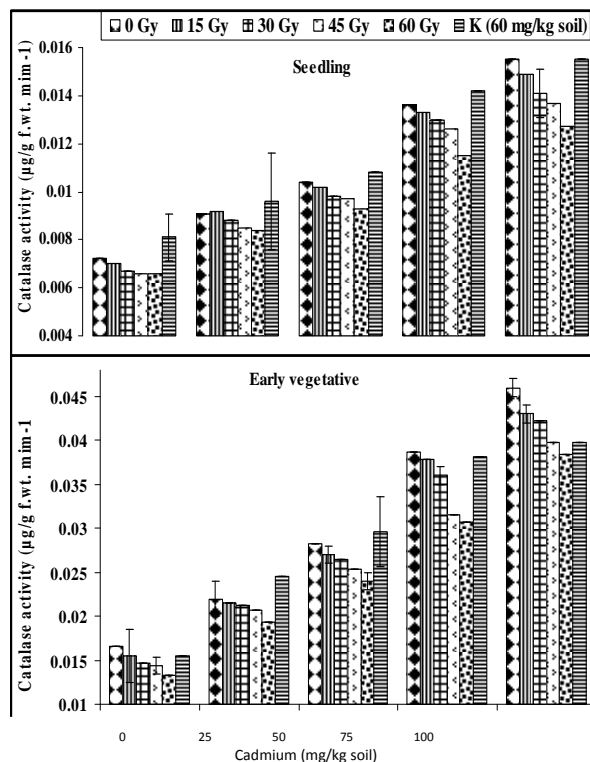 0 Gy 15 Gy 30 Gy 45 Gy 60 Gy K (60 mg/kg soil)
Seedling
Catalase activity (µg/g f.wt. mim-1)
0.016
0.014
0.012
0.01
0.008
0.006
0.004
Early vegetative
Catalase activity (µg/g f.wt. mim-1
0.045
0.04
0.035
0.03
0.025
0.02
0.015
0.01
0 25 50 75 100
Cadmium (mg/kg soil)